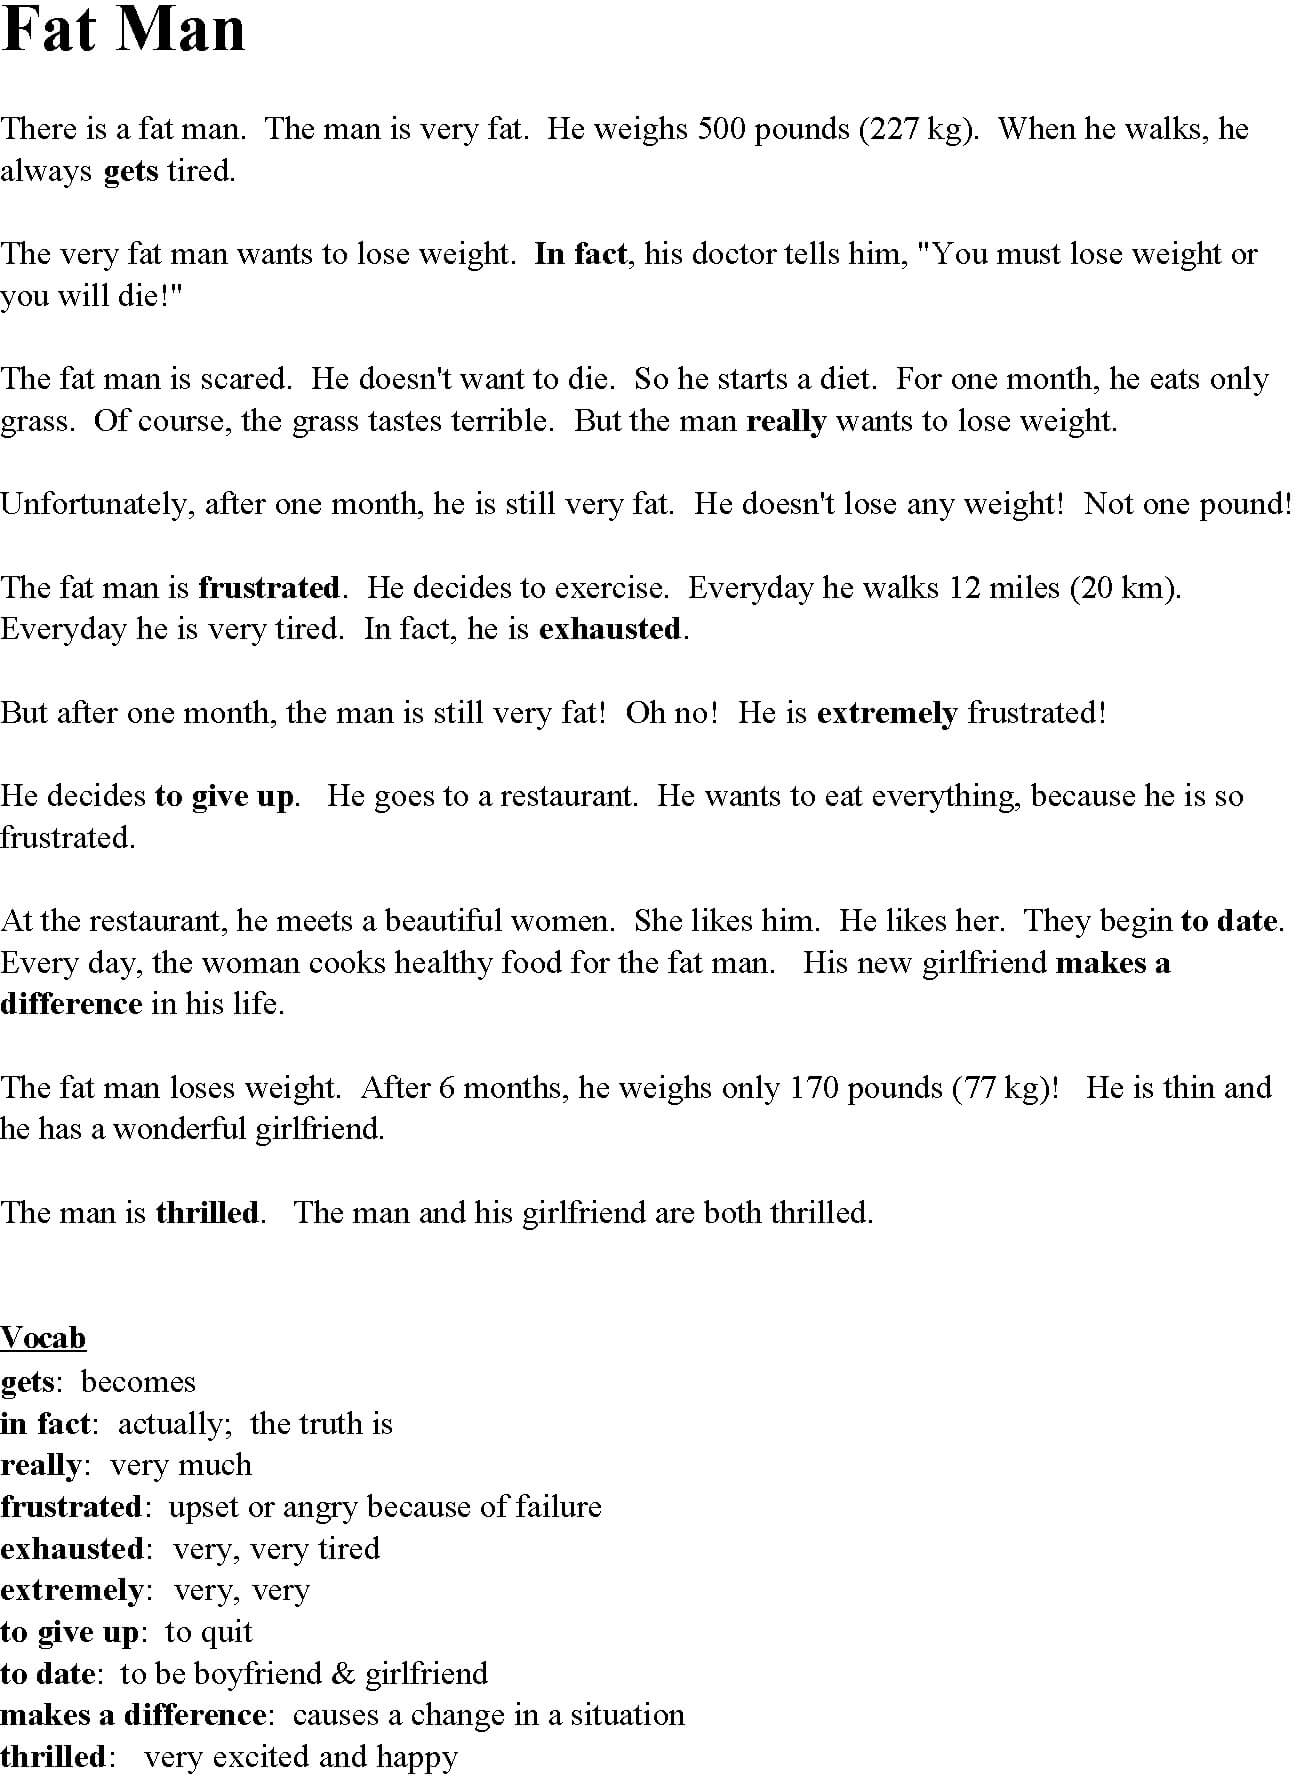 Fat Man
There is a fat man.  The man is very fat.  He weighs 500 pounds (227 kg).  When he walks, he
always gets tired.
The very fat man wants to lose weight.  In fact, his doctor tells him, "You must lose weight or
you will die!"
The fat man is scared.  He doesn't want to die.  So he starts a diet.  For one month, he eats only
grass.  Of course, the grass tastes terrible.  But the man really wants to lose weight.
Unfortunately, after one month, he is still very fat.  He doesn't lose any weight!  Not one pound!
The fat man is frustrated.  He decides to exercise.  Everyday he walks 12 miles (20 km).
Everyday he is very tired.  In fact, he is exhausted.
But after one month, the man is still very fat!  Oh no!  He is extremely frustrated!
He decides to give up.   He goes to a restaurant.  He wants to eat everything, because he is so
frustrated.
At the restaurant, he meets a beautiful women.  She likes him.  He likes her.  They begin to date.
Every day, the woman cooks healthy food for the fat man.   His new girlfriend makes a
difference in his life.
The fat man loses weight.  After 6 months, he weighs only 170 pounds (77 kg)!   He is thin and
he has a wonderful girlfriend.
The man is thrilled.   The man and his girlfriend are both thrilled.
Vocab
gets:  becomes
in fact:  actually;  the truth is
really:  very much
frustrated:  upset or angry because of failure
exhausted:  very, very tired
extremely:  very, very
to give up:  to quit
to date:  to be boyfriend & girlfriend
makes a difference:  causes a change in a situation
thrilled:   very excited and happy